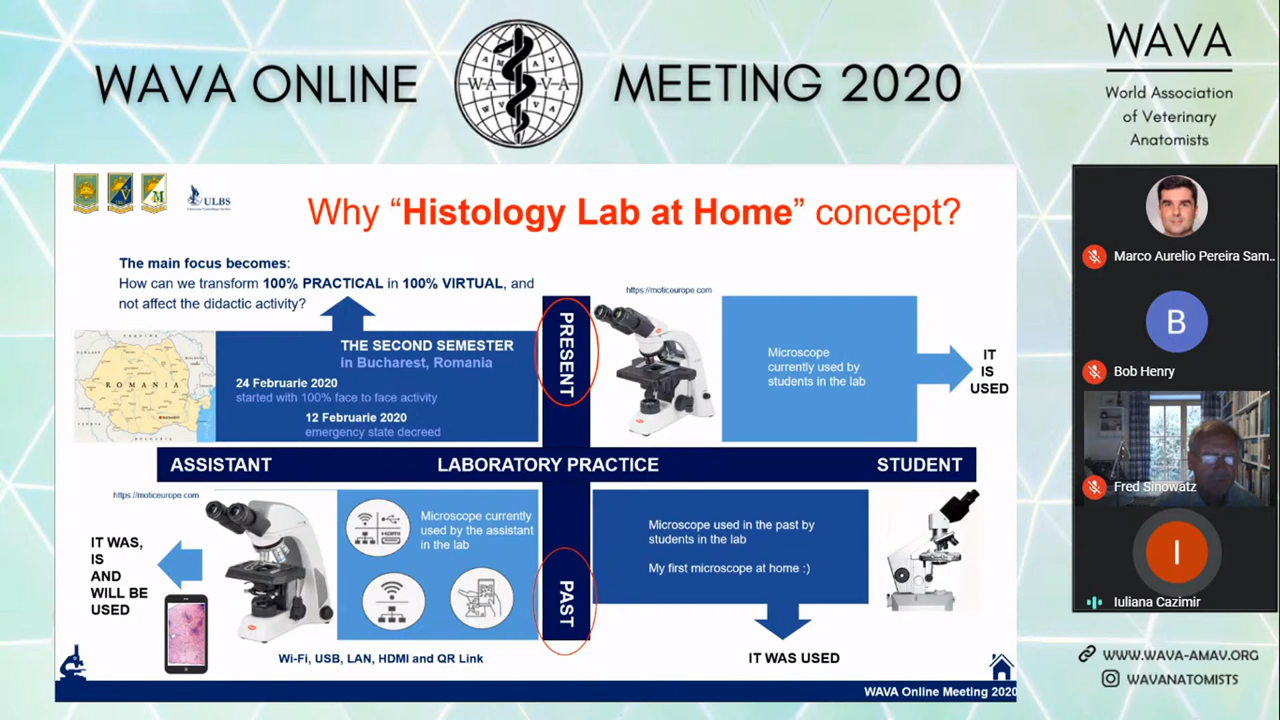 WAVA ONLINE
MEETING 2020
WAVA
World Association
of Veterinary
Anatomists
ULBS
Why “Histology Lab at Home” concept?
The main focus becomes:
How can we transform 100% PRACTICAL in 100% VIRTUAL, and
not affect the didactic activity?
THE SECOND SEMESTER
in Bucharest, Romania
24 Februarie 2020
started with 100% face to face activity
12 Februarie 2020
emergency state decreed
ROMANIA
PRESENT
https://moticeurope.com
Microscope
currently used by
students in the lab
IT
IS
USED
ASSISTANT
LABORATORY PRACTICE
STUDENT
https://moticeurope.com
IT WAS,
IS
AND
WILL BE
USED
HDMI
Microscope currently
used by the assistant
in the lab
Wi-Fi, USB, LAN, HDMI and QR Link
PAST
Microscope used in the past by
students in the lab
My first microscope at home :)
IT WAS USED
WAVA Online Meeting 2020
Marco Aurelio Pereira Sam...
B
Bob Henry
Fred Sinowatz
I
Iuliana Cazimir
WWW.WAVA-AMAV.ORG
WAVANATOMISTS